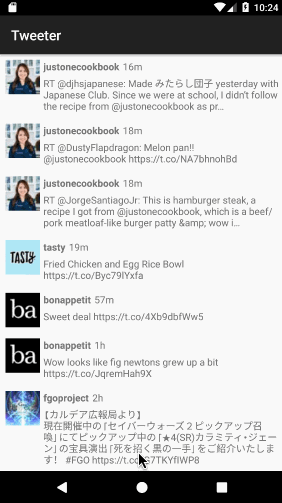 10:24
Tweeter
justonecookbook 16m
RT @djhsjapanese: Made みたらし団子 yesterday with
Japanese Club. Since we were at school, I didn't follow
the recipe from @justonecookbook as pr…
justonecookbook 18m
RT @DustyFlapdragon: Melon pan!!
@justonecookbook https://t.co/NA7bhnohBd
justonecookbook 18m
RT @JorgeSantiagoJr: This is hamburger steak, a
recipe I got from @justonecookbook, which is a beef/
pork meatloaf-like burger patty &amp; wow i…
TASTY
tasty 19m
Fried Chicken and Egg Rice Bowl
https://t.co/Byc79lYxfa
ba
bonappetit 57m
Sweet deal https://t.co/4Xb9dbfWw5
ba
bonappetit 1h
Wow looks like fig newtons grew up a bit
https://t.co/JqremHah9X
fgoproject 2h
【カルデア広報局より】
現在開催中の「セイバーウォーズ２ピックアップ召
喚」にてピックアップ中の「★4(SR)カラミティ・ジェー
ン」の宝具演出「死を招く黒の一手」をご紹介いたしま
す！ #FGO https://t.co/G7TKYfIWP8